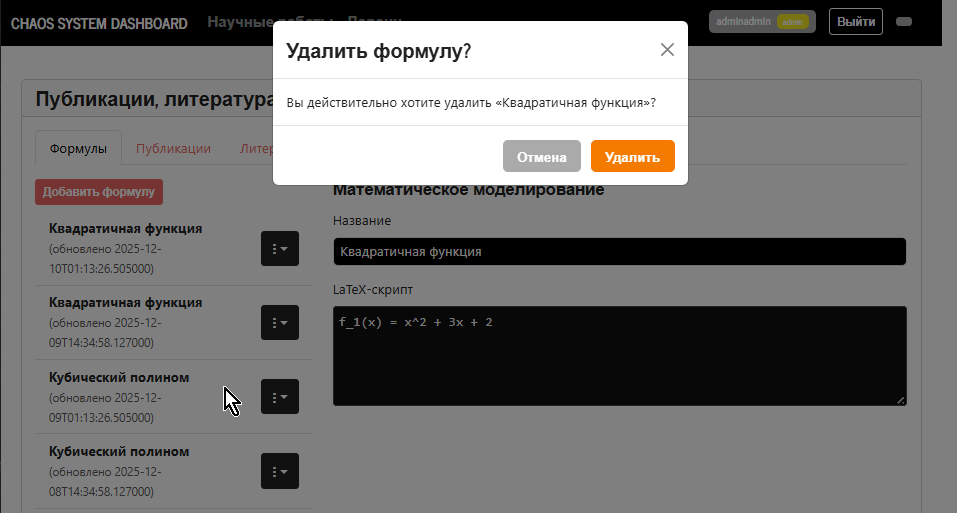 CHAOS SYSTEM DASHBOARD
Научные работы
adminadmin admin
Выйти
Удалить формулу?
Вы действительно хотите удалить «Квадратичная функция»?
Отмена Удалить
Публикации, литература
Формулы Публикации
Добавить формулу
Математическое моделирование
Квадратичная функция
(обновлено 2025-12-
10T01:13:26.505000)
Квадратичная функция
(обновлено 2025-12-
09T14:34:58.127000)
Кубический полином
(обновлено 2025-12-
09T01:13:26.505000)
Кубический полином
(обновлено 2025-12-
08T14:34:58.127000)
Название
Квадратичная функция
LaTeX-скрипт
f_1(x) = x^2 + 3x + 2